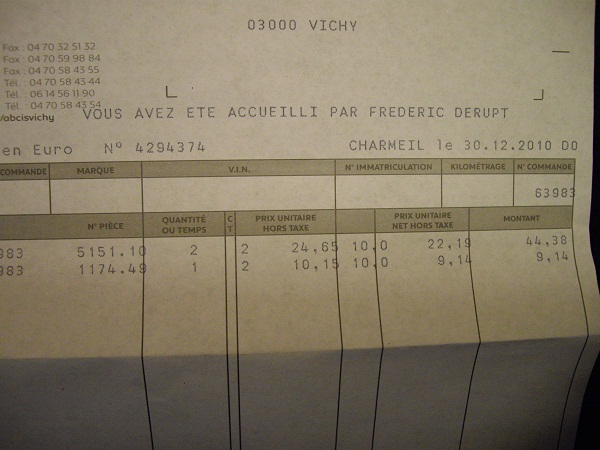 03000 VICHY
Fax : 04 70 32 51 32
Fax : 04 70 59 98 84
Fax : 04 70 58 43 55
Tél. : 04 70 58 43 44
Tél. : 06 14 56 11 90
Tél. : 04 70 58 43 54
/abcisvichy
VOUS AVEZ ETE ACCUEILLI PAR FREDERIC DERUPT
en Euro N° 4294374 CHARMEIL le 30.12.2010 DO
COMMANDE MARQUE V.I.N. N° IMMATRICULATION KILOMÉTRAGE N° COMMANDE
63983
N° PIÈCE QUANTITÉ OU TEMPS C T PRIX UNITAIRE HORS TAXE PRIX UNITAIRE NET HORS TAXE MONTANT
983 5151.10 2 2 24,65 10,0 22,19 44,38
983 1174.49 1 2 10,15 10,0 9,14 9,14